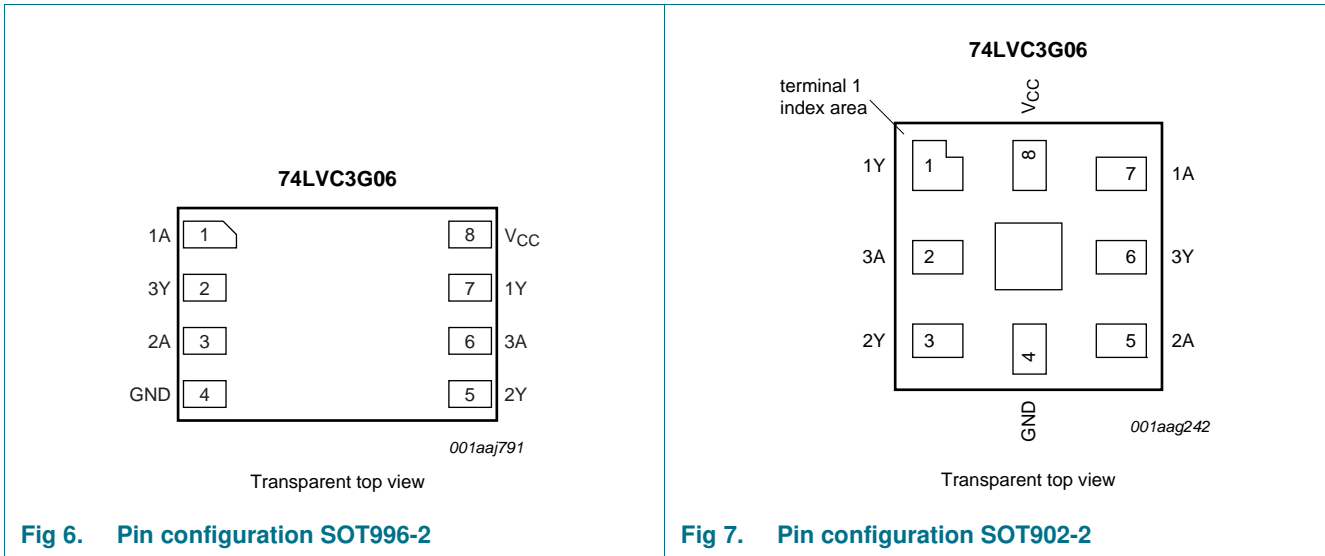 74LVC3G06
1A 1 8 VCC
3Y 2 7 1Y
2A 3 6 3A
GND 4 5 2Y
001aaj791
Transparent top view
Fig 6. Pin configuration SOT996-2
74LVC3G06
terminal 1
index area
VCC
1Y 1 8 7 1A
3A 2 6 3Y
2Y 3 4 5 2A
GND
001aag242
Transparent top view
Fig 7. Pin configuration SOT902-2